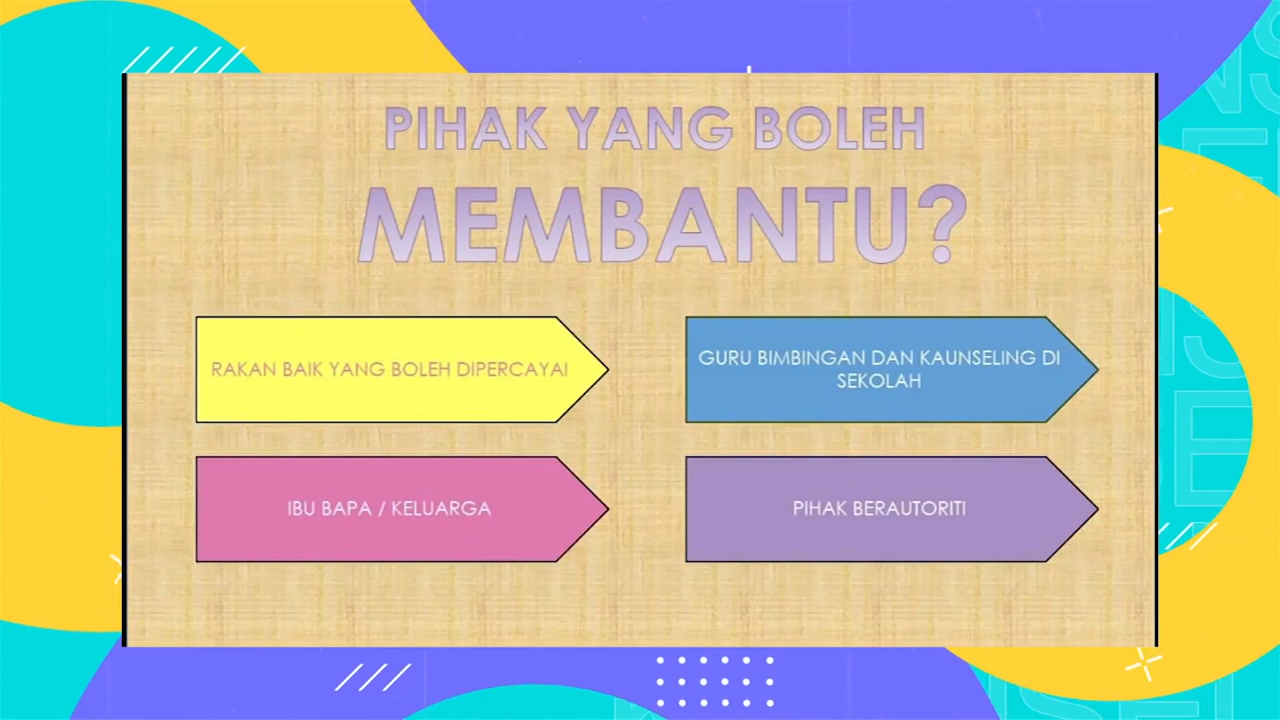 PIHAK YANG BOLEH
MEMBANTU?
RAKAN BAIK YANG BOLEH DIPERCAYAI
GURU BIMBINGAN DAN KAUNSELING DI
SEKOLAH
IBU BAPA / KELUARGA
PIHAK BERAUTORITI